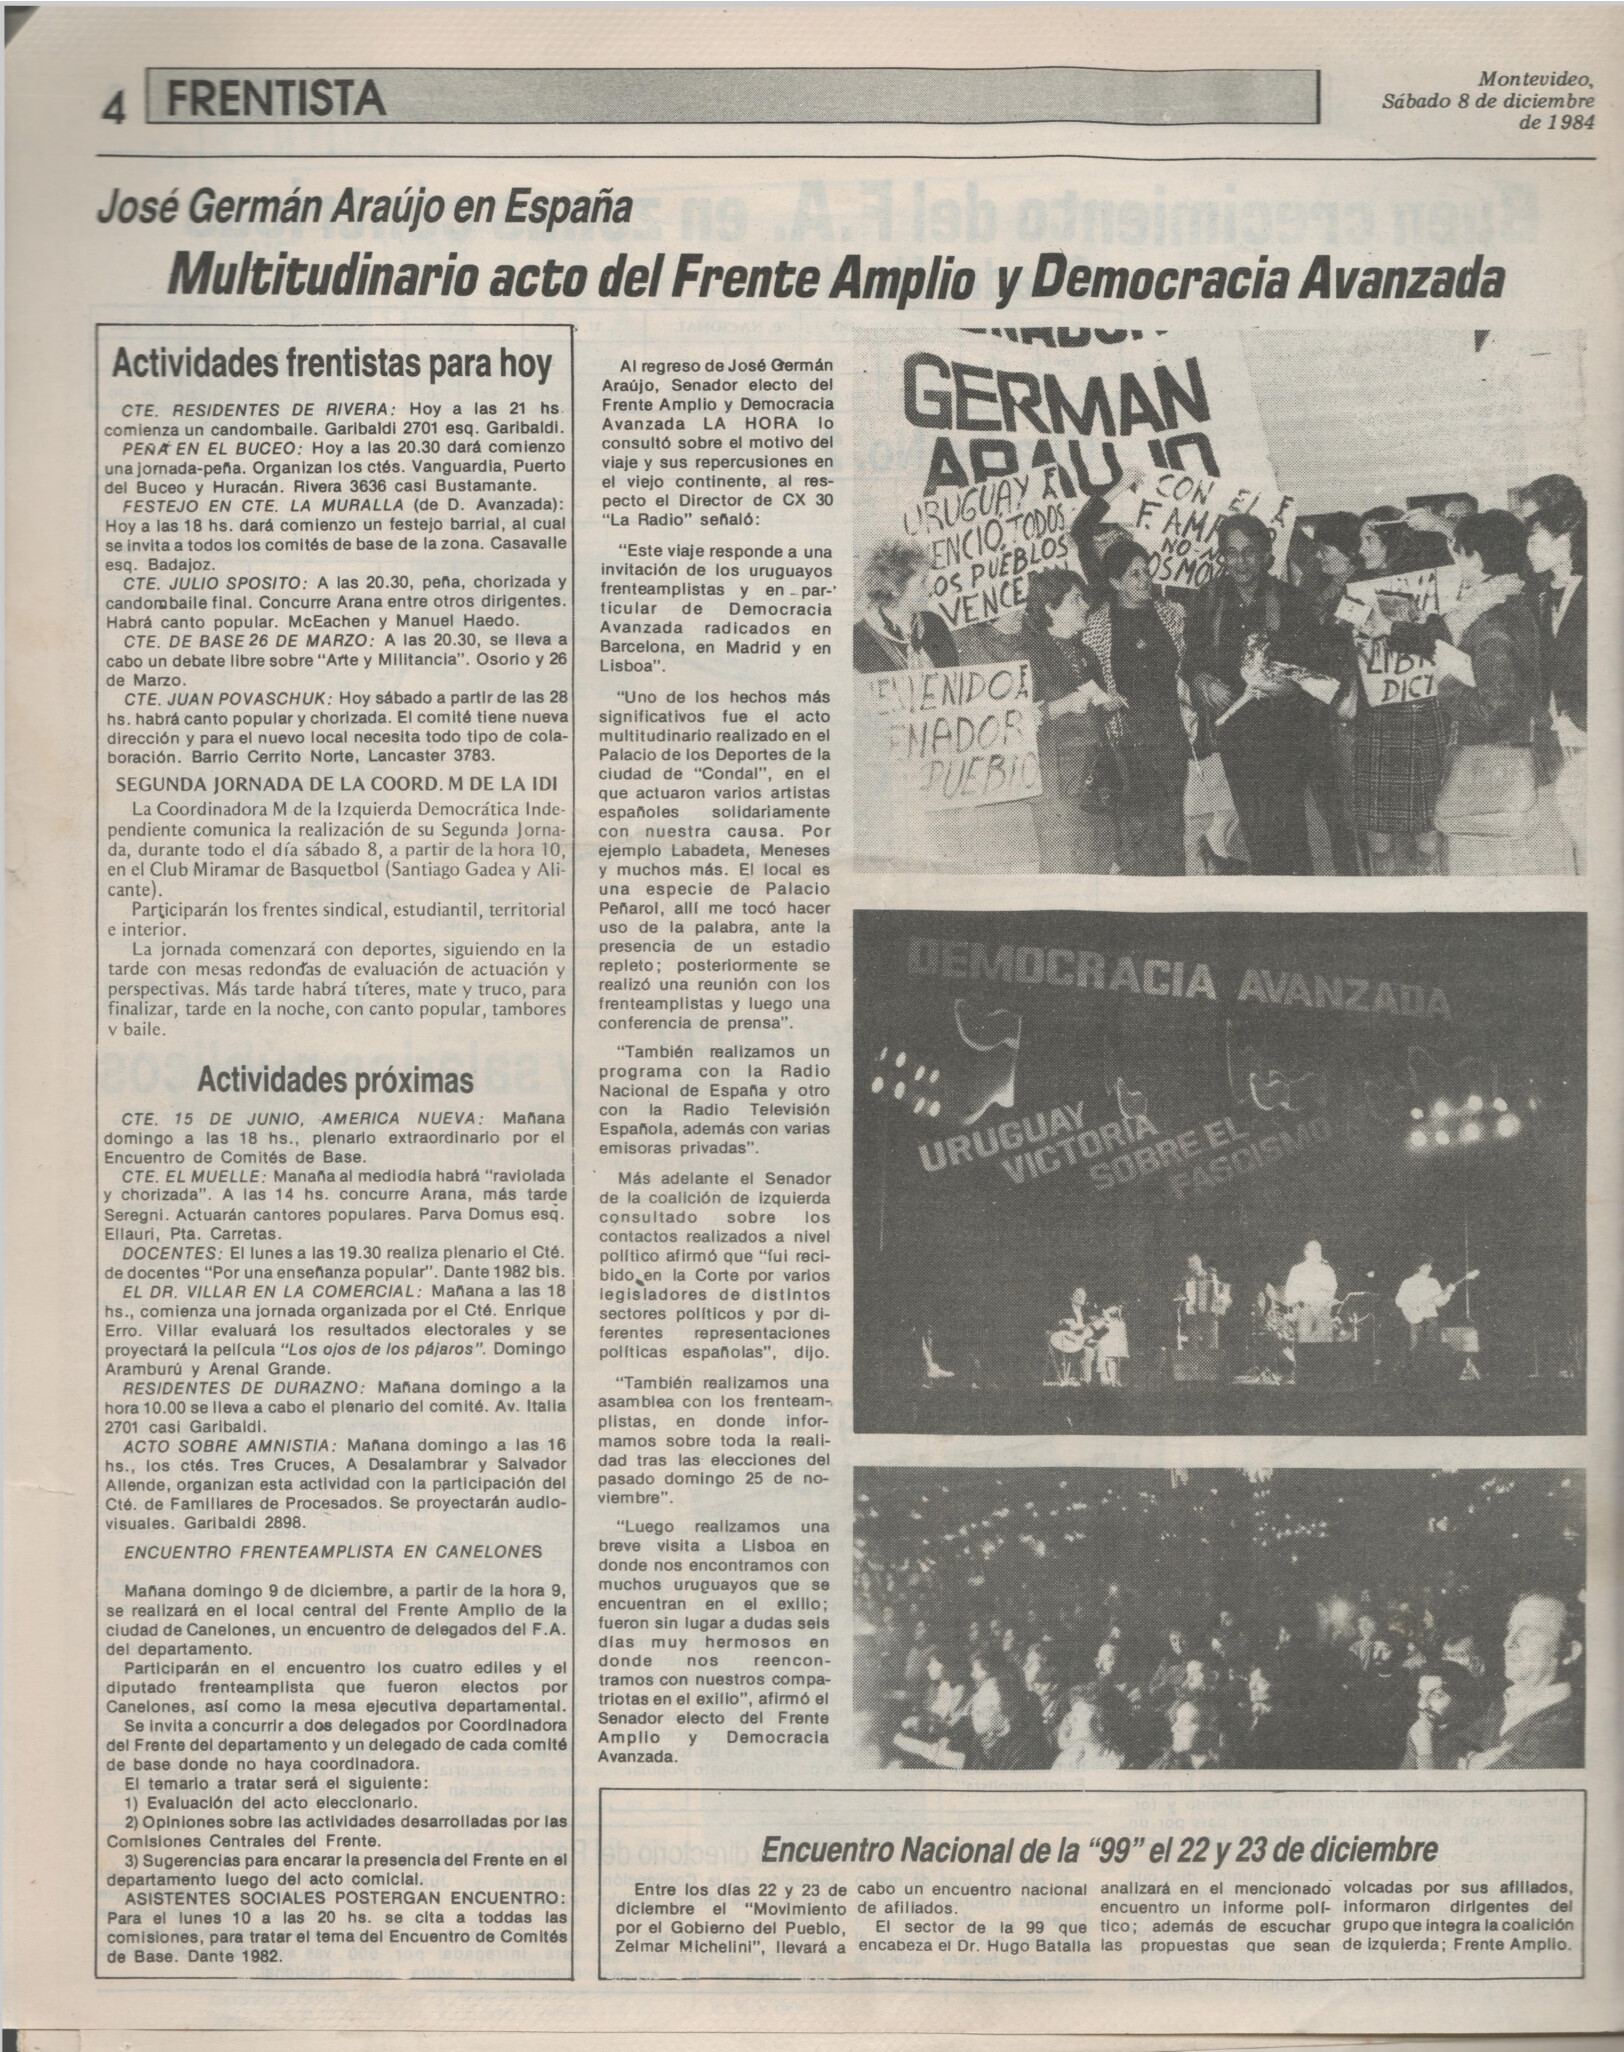 4
FRENTISTA
Montevideo,
Sábado 8 de diciembre
de 1984
José Germán Araújo en España
Multitudinario acto del Frente Amplio y Democracia Avanzada
Actividades frentistas para hoy
CTE. RESIDENTES DE RIVERA: Hoy a las 21 hs.
comienza un candombaile. Garibaldi 2701 esq. Garibaldi.
PEÑA EN EL BUCEO: Hoy a las 20.30 dará comienzo
una jornada-peña. Organizan los ctés. Vanguardia, Puerto
del Buceo y Huracán. Rivera 3636 casi Bustamante.
FESTEJO EN CTE. LA MURALLA (de D. Avanzada):
Hoy a las 18 hs. dará comienzo un festejo barrial, al cual
se invita a todos los comités de base de la zona. Casavalle
esq. Badajoz.
CTE. JULIO SPOSITO: A las 20.30, peña, chorizada y
candombaile final. Concurre Arana entre otros dirigentes.
Habrá canto popular. McEachen y Manuel Haedo.
CTE. DE BASE 26 DE MARZO: A las 20.30, se lleva a
cabo un debate libre sobre "Arte y Militancia". Osorio y 26
de Marzo.
CTE. JUAN POVASCHUK: Hoy sábado a partir de las 28
hs. habrá canto popular y chorizada. El comité tiene nueva
dirección y para el nuevo local necesita todo tipo de cola-
boración. Barrio Cerrito Norte, Lancaster 3783.
SEGUNDA JORNADA DE LA COORD. M DE LA IDI
La Coordinadora M de la Izquierda Democrática Inde-
pendiente comunica la realización de su Segunda Jorna-
da, durante todo el día sábado 8, a partir de la hora 10,
en el Club Miramar de Basquetbol (Santiago Gadea y Ali-
cante).
Participarán los frentes sindical, estudiantil, territorial
e interior.
La jornada comenzará con deportes, siguiendo en la
tarde con mesas redondas de evaluación de actuación y
perspectivas. Más tarde habrá títeres, mate y truco, para
finalizar, tarde en la noche, con canto popular, tambores
y baile.
Actividades próximas
CTE. 15 DE JUNIO, AMERICA NUEVA: Mañana
domingo a las 18 hs., plenario extraordinario por el
Encuentro de Comités de Base.
CTE. EL MUELLE: Manaña al mediodía habrá "raviolada
y chorizada". A las 14 hs. concurre Arana, más tarde
Seregni. Actuarán cantores populares. Parva Domus esq.
Ellauri, Pta. Carretas.
DOCENTES: El lunes a las 19.30 realiza plenario el Cté.
de docentes "Por una enseñanza popular". Dante 1982 bis.
EL DR. VILLAR EN LA COMERCIAL: Mañana a las 18
hs., comienza una jornada organizada por el Cté. Enrique
Erro. Villar evaluará los resultados electorales y se
proyectará la película "Los ojos de los pájaros". Domingo
Aramburú y Arenal Grande.
RESIDENTES DE DURAZNO: Mañana domingo a la
hora 10.00 se lleva a cabo el plenario del comité. Av. Italia
2701 casi Garibaldi.
ACTO SOBRE AMNISTIA: Mañana domingo a las 16
hs., los ctés. Tres Cruces, A Desalambrar y Salvador
Allende, organizan esta actividad con la participación del
Cté. de Familiares de Procesados. Se proyectarán audio-
visuales. Garibaldi 2898.
ENCUENTRO FRENTEAMPLISTA EN CANELONES
Mañana domingo 9 de diciembre, a partir de la hora 9,
se realizará en el local central del Frente Amplio de la
ciudad de Canelones, un encuentro de delegados del F.A.
del departamento.
Participarán en el encuentro los cuatro ediles y el
diputado frenteamplista que fueron electos por
Canelones, así como la mesa ejecutiva departamental.
Se invita a concurrir a dos delegados por Coordinadora
del Frente del departamento y un delegado de cada comité
de base donde no haya coordinadora.
El temario a tratar será el siguiente:
1) Evaluación del acto eleccionario.
2) Opiniones sobre las actividades desarrolladas por las
Comisiones Centrales del Frente.
3) Sugerencias para encarar la presencia del Frente en el
departamento luego del acto comicial.
ASISTENTES SOCIALES POSTERGAN ENCUENTRO:
Para el lunes 10 a las 20 hs. se cita a toddas las
comisiones, para tratar el tema del Encuentro de Comités
de Base. Dante 1982.
Al regreso de José Germán
Araújo, Senador electo del
Frente Amplio y Democracia
Avanzada LA HORA lo
consultó sobre el motivo del
viaje y sus repercusiones en
el viejo continente, al res-
pecto el Director de CX 30
"La Radio" señaló:
"Este viaje responde a una
invitación de los uruguayos
frenteamplistas y en par-
ticular de Democracia
Avanzada radicados en
Barcelona, en Madrid y en
Lisboa".
"Uno de los hechos más
significativos fue el acto
multitudinario realizado en el
Palacio de los Deportes de la
ciudad de "Condal", en el
que actuaron varios artistas
españoles solidariamente
con nuestra causa. Por
ejemplo Labadeta, Meneses
y muchos más. El local es
una especie de Palacio
Peñarol, allí me tocó hacer
uso de la palabra, ante la
presencia de un estadio
repleto; posteriormente se
realizó una reunión con los
frenteamplistas y luego una
conferencia de prensa".
"También realizamos un
programa con la Radio
Nacional de España y otro
con la Radio Televisión
Española, además con varias
emisoras privadas".
Más adelante el Senador
de la coalición de izquierda
consultado sobre los
contactos realizados a nivel
político afirmó que "fui reci-
bido en la Corte por varios
legisladores de distintos
sectores políticos y por di-
ferentes representaciones
políticas españolas", dijo.
"También realizamos una
asamblea con los frenteam-
plistas, en donde infor-
mamos sobre toda la reali-
dad tras las elecciones del
pasado domingo 25 de no-
viembre".
"Luego realizamos una
breve visita a Lisboa en
donde nos encontramos con
muchos uruguayos que se
encuentran en el exilio;
fueron sin lugar a dudas seis
días muy hermosos en
donde nos reencon-
tramos con nuestros compa-
triotas en el exilio", afirmó el
Senador electo del Frente
Amplio y Democracia
Avanzada.
GERMAN
ARAUJO
URUGUAY
ENCIÓ, TODOS
OS PUEBLOS
VENCE
CON EL
F. AMP
NO NO
OSMO
ENIDO A
ENADOR
PUEBLO
LIB
DICT
DEMOCRACIA AVANZADA
URUGUAY
VICTORIA
SOBRE EL
FASCISMO
Encuentro Nacional de la "99" el 22 y 23 de diciembre
Entre los días 22 y 23 de
diciembre el "Movimiento
por el Gobierno del Pueblo,
Zelmar Michelini", llevará a
cabo un encuentro nacional
de afiliados.
El sector de la 99 que
encabeza el Dr. Hugo Batalla
analizará en el mencionado
encuentro un informe polí-
tico; además de escuchar
las propuestas que sean
volcadas por sus afiliados,
informaron dirigentes del
grupo que integra la coalición
de izquierda; Frente Amplio.